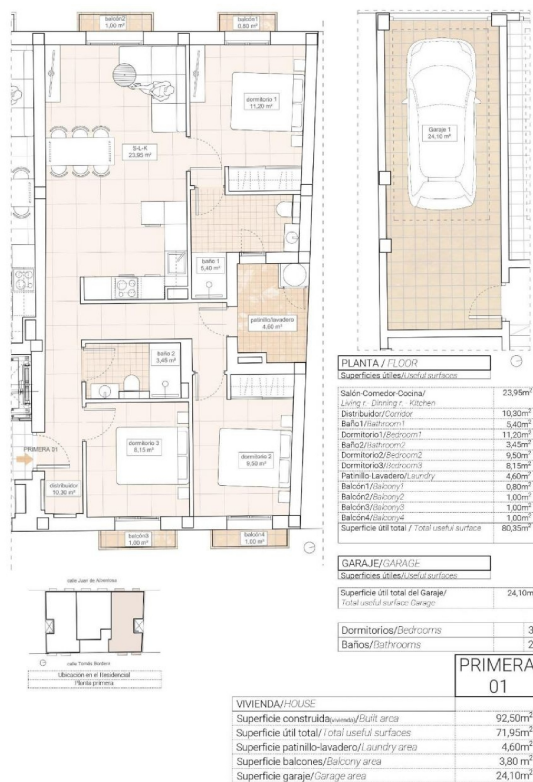 balcón2
1,00 m²
balcón1
0,80 m²
dormitorio 1
11,20 m²
S-L-K
23,95 m²
Garaje 1
24,10 m²
baño 1
5,40 m²
patinillo/lavadero
4,60 m²
baño 2
3,45 m²
dormitorio 3
8,15 m²
dormitorio 2
9,50 m²
PRIMERA 01
distribuidor
10,30 m²
balcón3
1,00 m²
balcón4
1,00 m²
PLANTA / FLOOR
Superficies útiles/Useful surfaces
Salón-Comedor-Cocina/ 23,95m²
Living r.- Dinning r.- Kitchen
Distribuidor/Corridor 10,30m²
Baño1/Bathroom1 5,40m²
Dormitorio1/Bedroom1 11,20m²
Baño2/Bathroom2 3,45m²
Dormitorio2/Bedroom2 9,50m²
Dormitorio3/Bedroom3 8,15m²
Patinillo-Lavadero/Laundry 4,60m²
Balcón1/Balcony1 0,80m²
Balcón2/Balcony2 1,00m²
Balcón3/Balcony3 1,00m²
Balcón4/Balcony4 1,00m²
Superficie útil total / Total useful surface 80,35m²
GARAJE/GARAGE
Superficies útiles/Useful surfaces
Superficie útil total del Garaje/ 24,10m
Total useful surface Garage
Dormitorios/Bedrooms 3
Baños/Bathrooms 2
calle Juan de
calle Tomás
Ubicación en el Residencial
Planta primera
PRIMERA
01
VIVIENDA/HOUSE
Superficie construida(vivienda)/Built area 92,50m²
Superficie útil total/Total useful surfaces 71,95m²
Superficie patinillo-lavadero/Laundry area 4,60m²
Superficie balcones/Balcony area 3,80 m²
Superficie garaje/Garage area 24,10m²